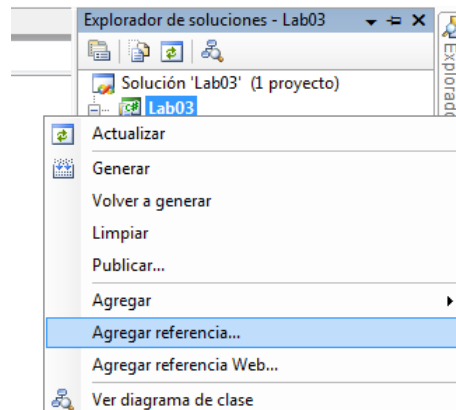 Explorador de soluciones - Lab03
Solución 'Lab03' (1 proyecto)
Lab03
Actualizar
Generar
Volver a generar
Limpiar
Publicar...
Agregar
Agregar referencia...
Agregar referencia Web...
Ver diagrama de clase